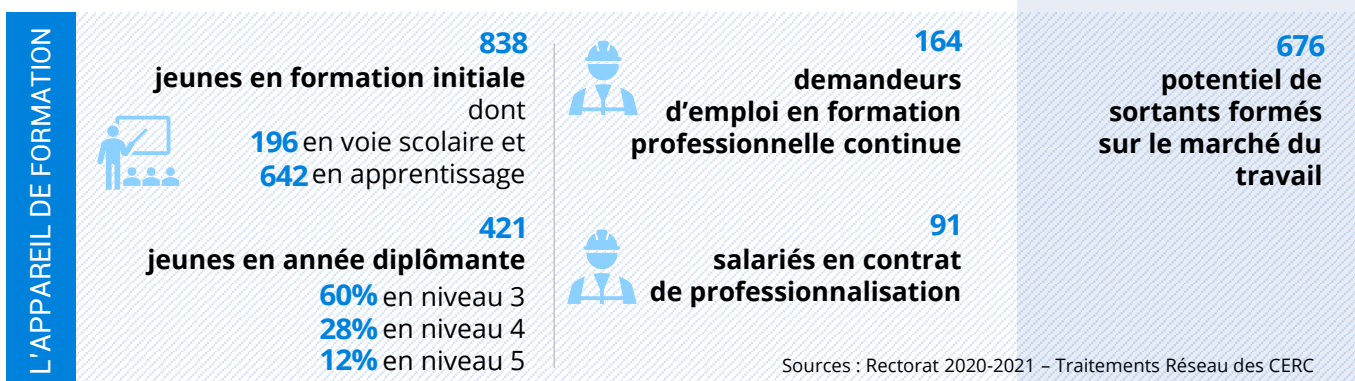 L'APPAREIL DE FORMATION
838
jeunes en formation initiale
dont
196 en voie scolaire et
642 en apprentissage
421
jeunes en année diplômante
60% en niveau 3
28% en niveau 4
12% en niveau 5
164
demandeurs
d’emploi en formation
professionnelle continue
91
salariés en contrat
de professionnalisation
676
potentiel de
sortants formés
sur le marché du
travail
Sources : Rectorat 2020-2021 – Traitements Réseau des CERC